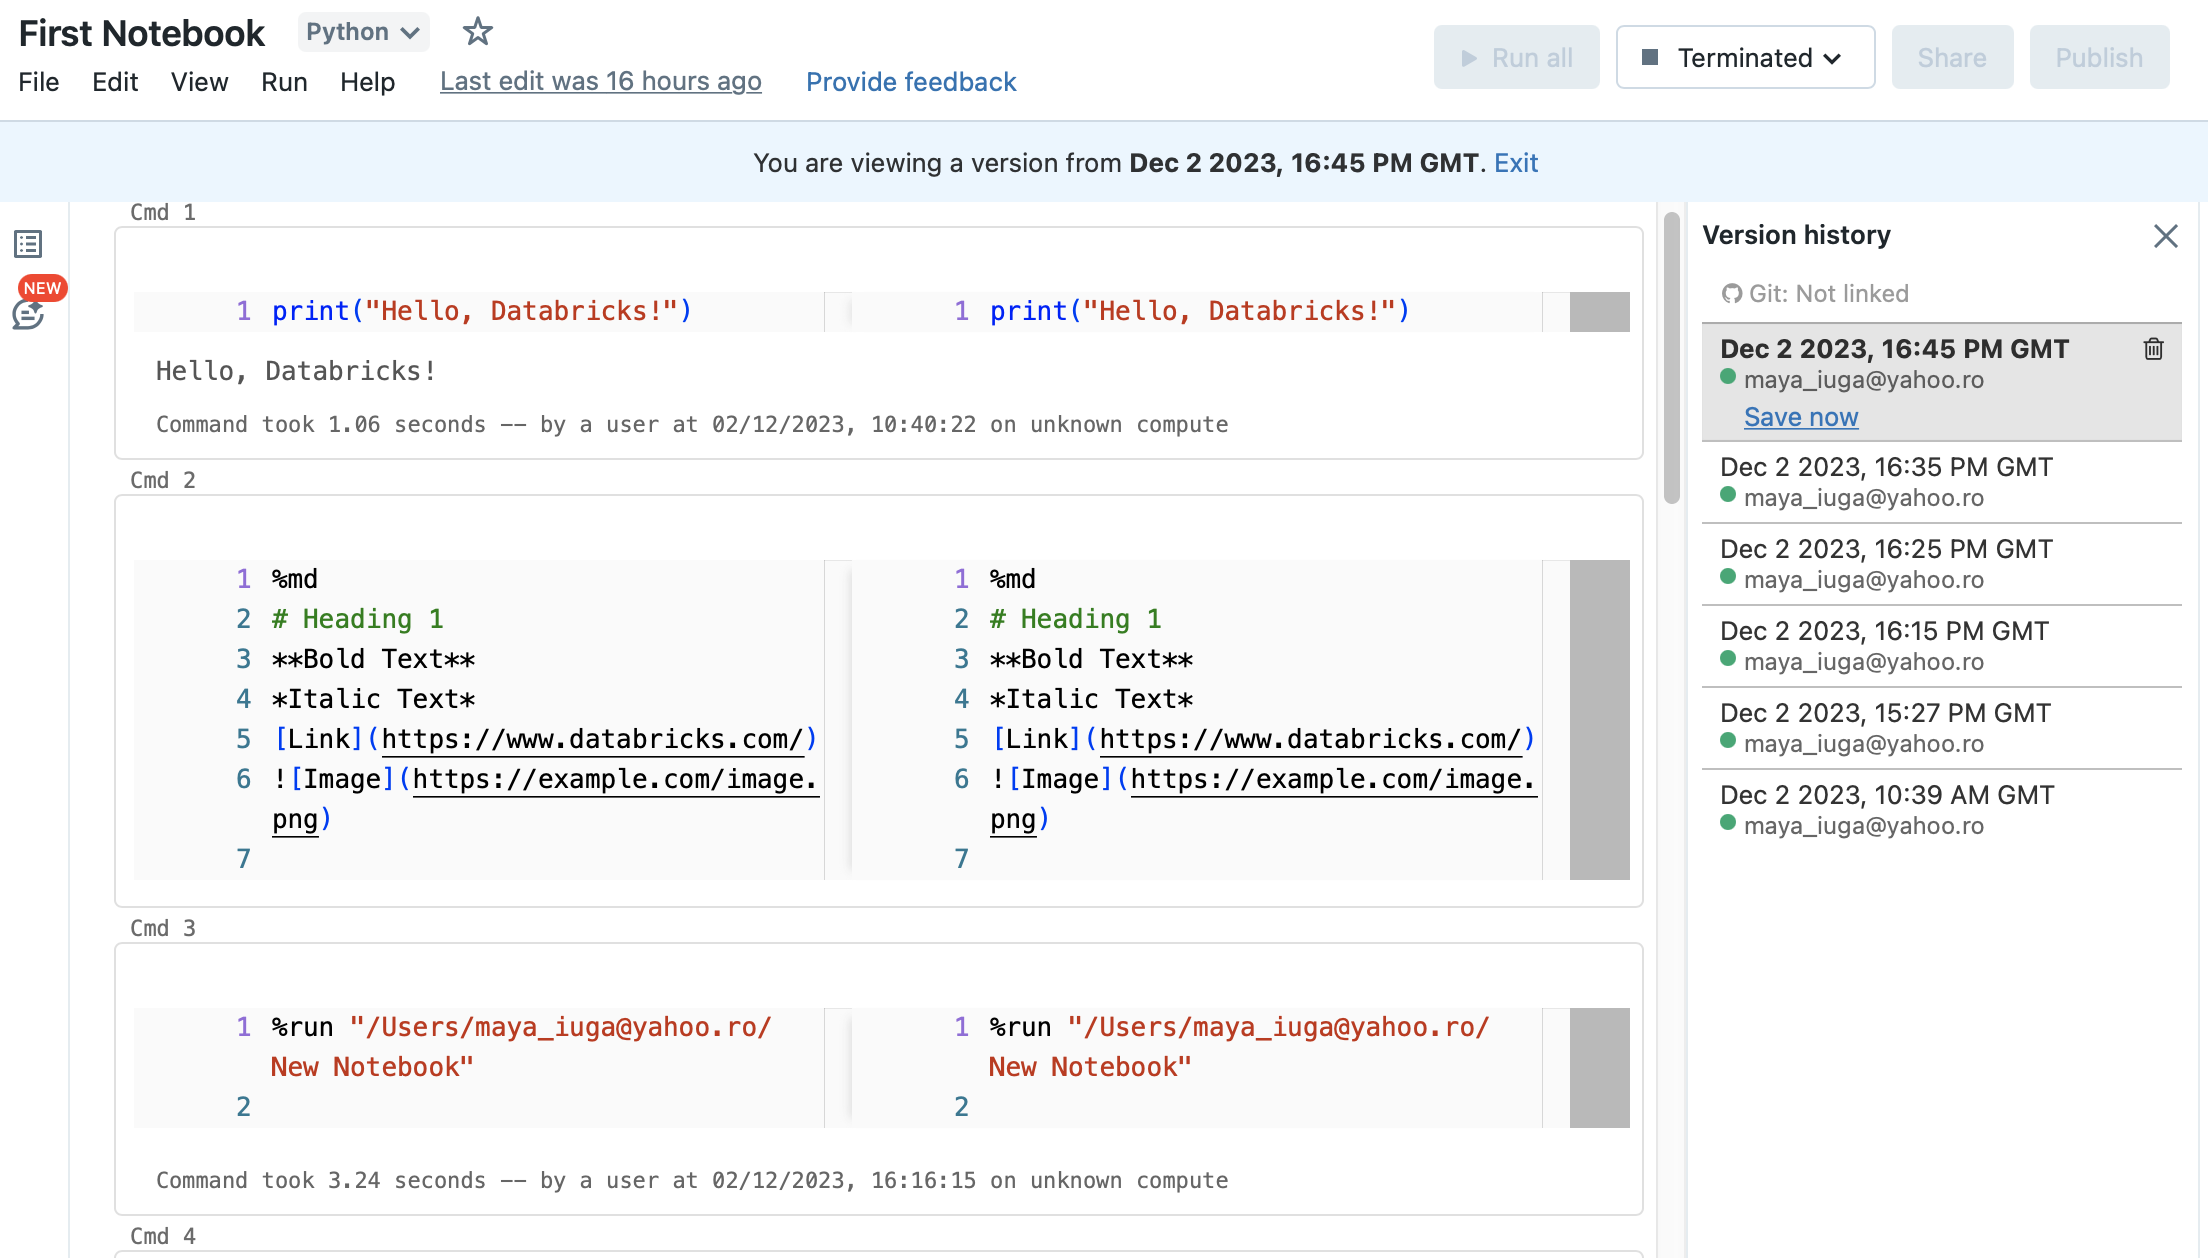 First Notebook Python
File Edit View Run Help Last edit was 16 hours ago Provide feedback
Run all Terminated Share Publish
You are viewing a version from Dec 2 2023, 16:45 PM GMT. Exit
NEW
Cmd 1
1 print("Hello, Databricks!") 1 print("Hello, Databricks!")
Hello, Databricks!
Command took 1.06 seconds -- by a user at 02/12/2023, 10:40:22 on unknown compute
Cmd 2
1 %md 1 %md
2 # Heading 1 2 # Heading 1
3 **Bold Text** 3 **Bold Text**
4 *Italic Text* 4 *Italic Text*
5 [Link](https://www.databricks.com/) 5 [Link](https://www.databricks.com/)
6 ![Image](https://example.com/image. 6 ![Image](https://example.com/image.
png) png)
7 7
Cmd 3
1 %run "/Users/maya_iuga@yahoo.ro/ 1 %run "/Users/maya_iuga@yahoo.ro/
New Notebook" New Notebook"
2 2
Command took 3.24 seconds -- by a user at 02/12/2023, 16:16:15 on unknown compute
Cmd 4
Version history
Git: Not linked
Dec 2 2023, 16:45 PM GMT
maya_iuga@yahoo.ro
Save now
Dec 2 2023, 16:35 PM GMT
maya_iuga@yahoo.ro
Dec 2 2023, 16:25 PM GMT
maya_iuga@yahoo.ro
Dec 2 2023, 16:15 PM GMT
maya_iuga@yahoo.ro
Dec 2 2023, 15:27 PM GMT
maya_iuga@yahoo.ro
Dec 2 2023, 10:39 AM GMT
maya_iuga@yahoo.ro